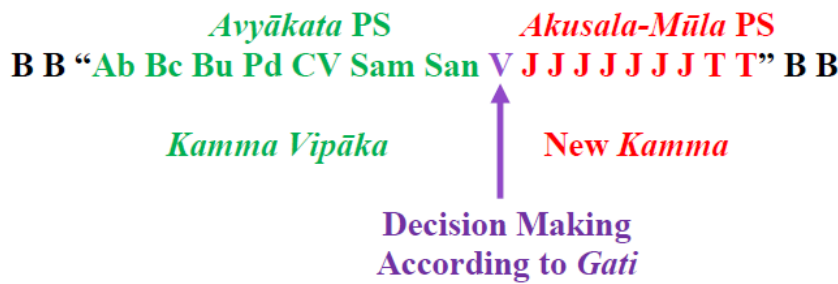 Avyākata PS Akusala-Mūla PS
B B “Ab Bc Bu Pd CV Sam San V J J J J J J J T T” B B
Kamma Vipāka New Kamma
Decision Making
According to Gati